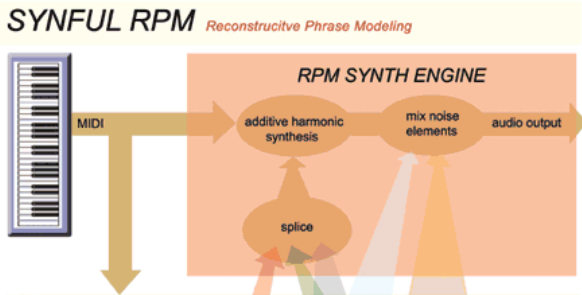 SYNFUL RPM Reconstrucitve Phrase Modeling
RPM SYNTH ENGINE
MIDI
additive harmonic
synthesis
mix noise
elements
audio output
splice